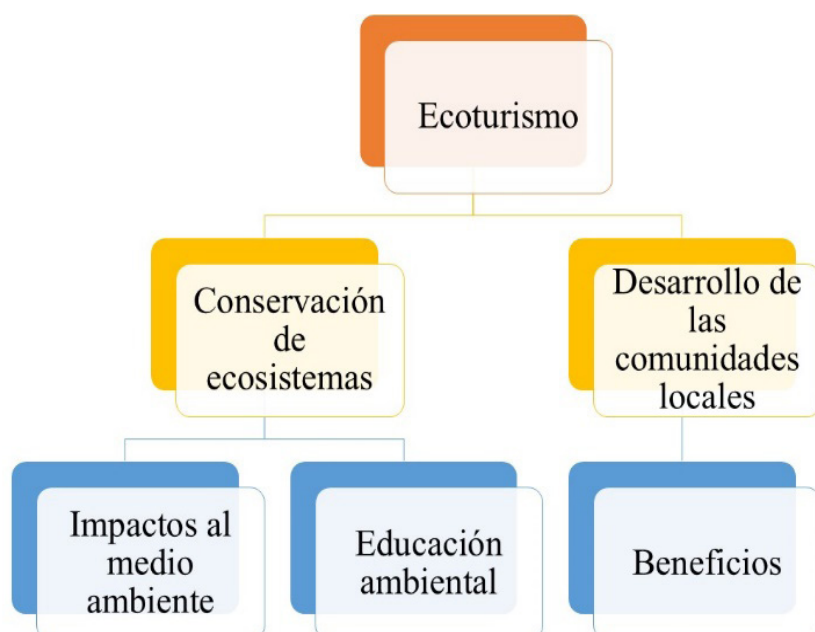 Ecoturismo
Conservación
de
ecosistemas
Desarrollo de
las
comunidades
locales
Impactos al
medio
ambiente
Educación
ambiental
Beneficios